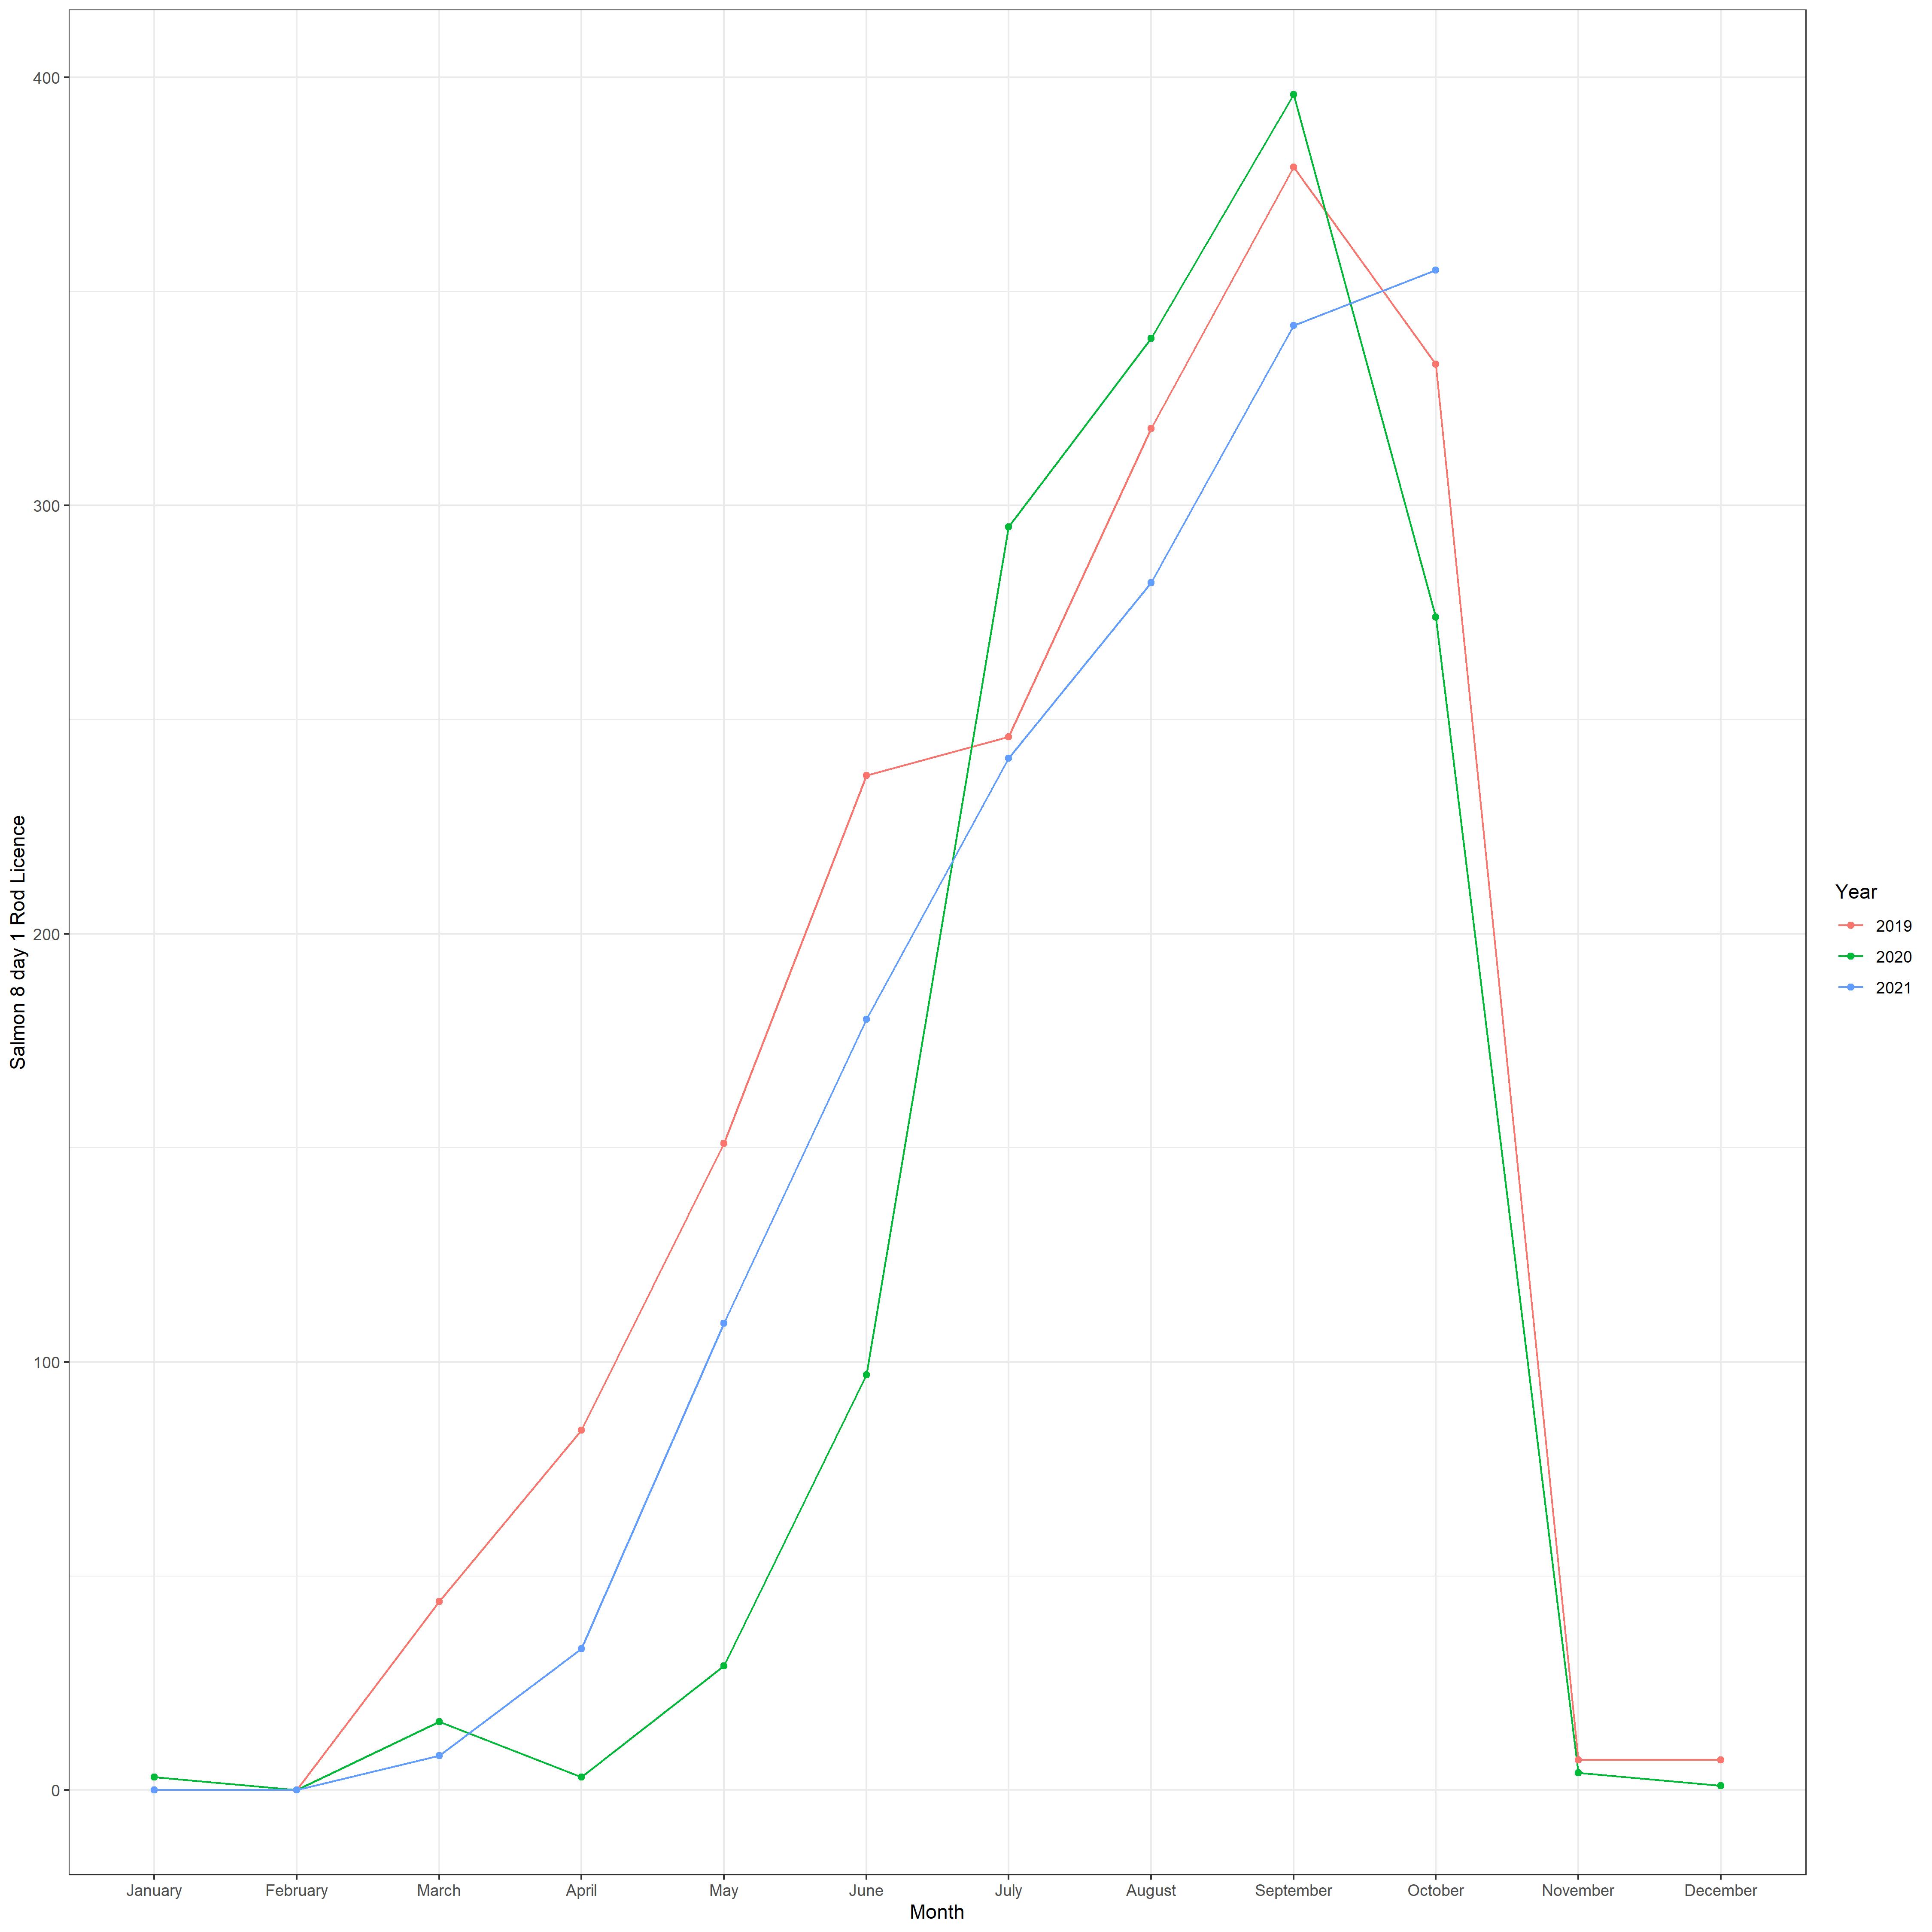 400
300
200
100
0
Salmon 8 day 1 Rod Licence
January February March April May June July August September October November December
Month
Year
2019
2020
2021